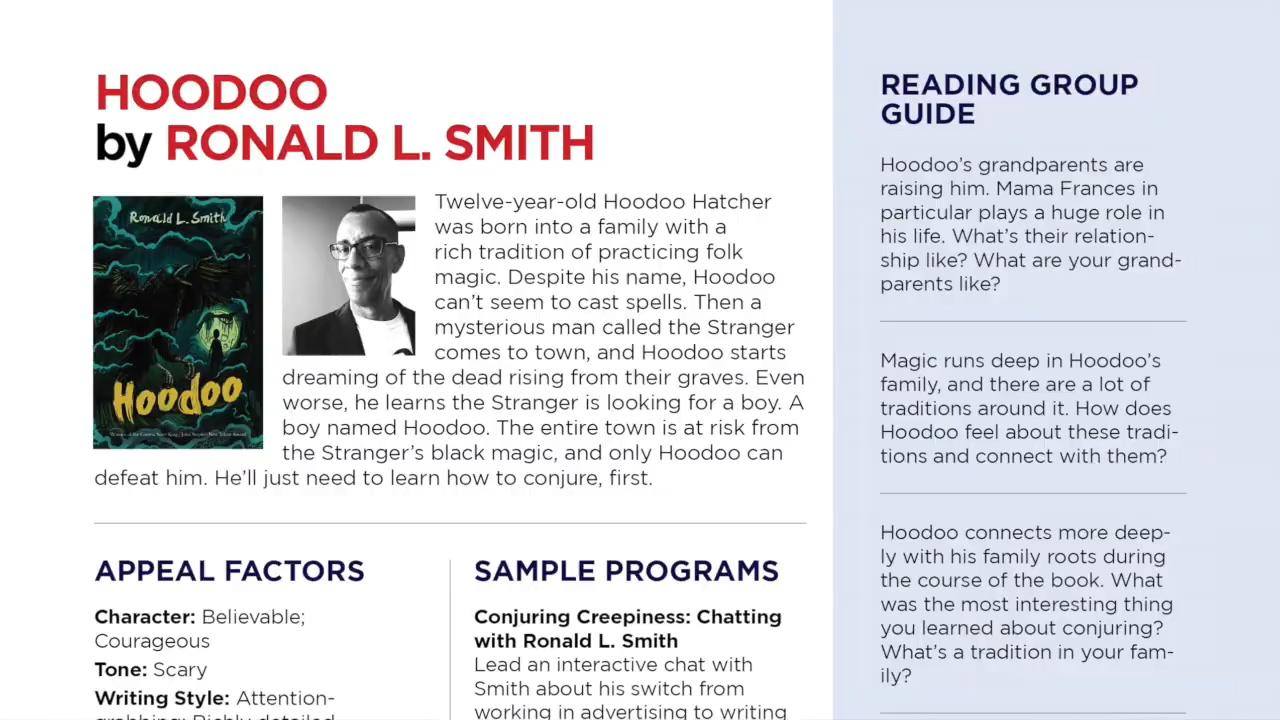 HOODOO
by RONALD L. SMITH
Ronald L. Smith
Hoodoo
Twelve-year-old Hoodoo Hatcher
was born into a family with a
rich tradition of practicing folk
magic. Despite his name, Hoodoo
can't seem to cast spells. Then a
mysterious man called the Stranger
comes to town, and Hoodoo starts
dreaming of the dead rising from their graves. Even
worse, he learns the Stranger is looking for a boy. A
boy named Hoodoo. The entire town is at risk from
the Stranger's black magic, and only Hoodoo can
defeat him. He'll just need to learn how to conjure, first.
APPEAL FACTORS
Character: Believable;
Courageous
Tone: Scary
Writing Style: Attention-
grabbing; Richly detailed
SAMPLE PROGRAMS
Conjuring Creepiness: Chatting
with Ronald L. Smith
Lead an interactive chat with
Smith about his switch from
working in advertising to writing
READING GROUP
GUIDE
Hoodoo's grandparents are
raising him. Mama Frances in
particular plays a huge role in
his life. What's their relation-
ship like? What are your grand-
parents like?
Magic runs deep in Hoodoo's
family, and there are a lot of
traditions around it. How does
Hoodoo feel about these tradi-
tions and connect with them?
Hoodoo connects more deep-
ly with his family roots during
the course of the book. What
was the most interesting thing
you learned about conjuring?
What's a tradition in your fam-
ily?